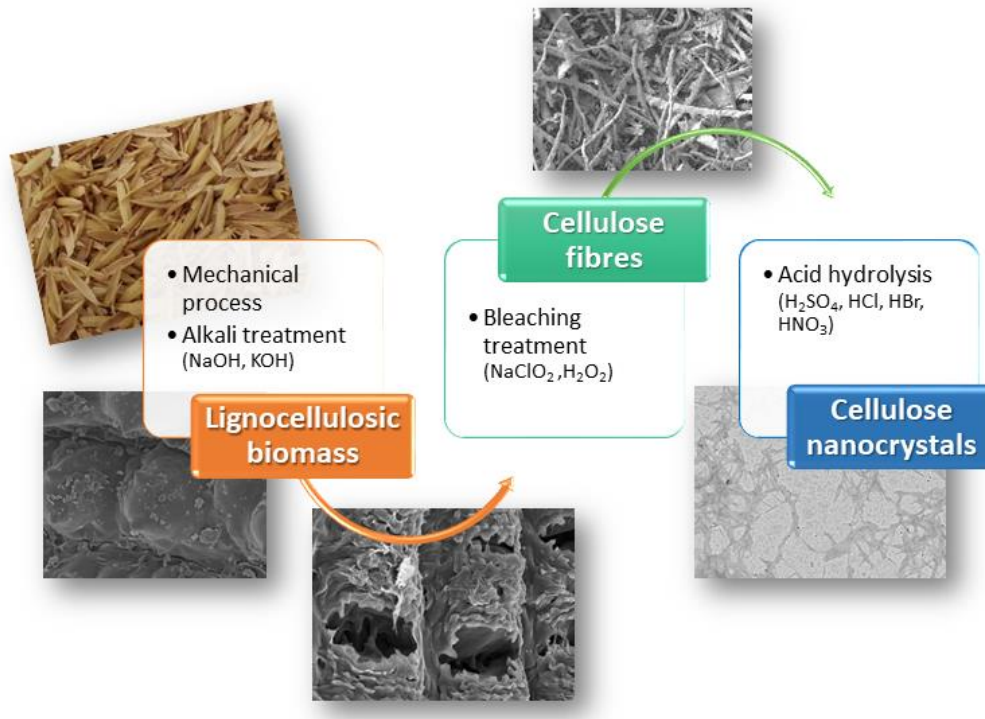 • Mechanical
process
• Alkali treatment
(NaOH, KOH)
Lignocellulosic
biomass
Cellulose
fibres
• Bleaching
treatment
(NaClO₂ ,H₂O₂)
• Acid hydrolysis
(H₂SO₄, HCl, HBr,
HNO₃)
Cellulose
nanocrystals